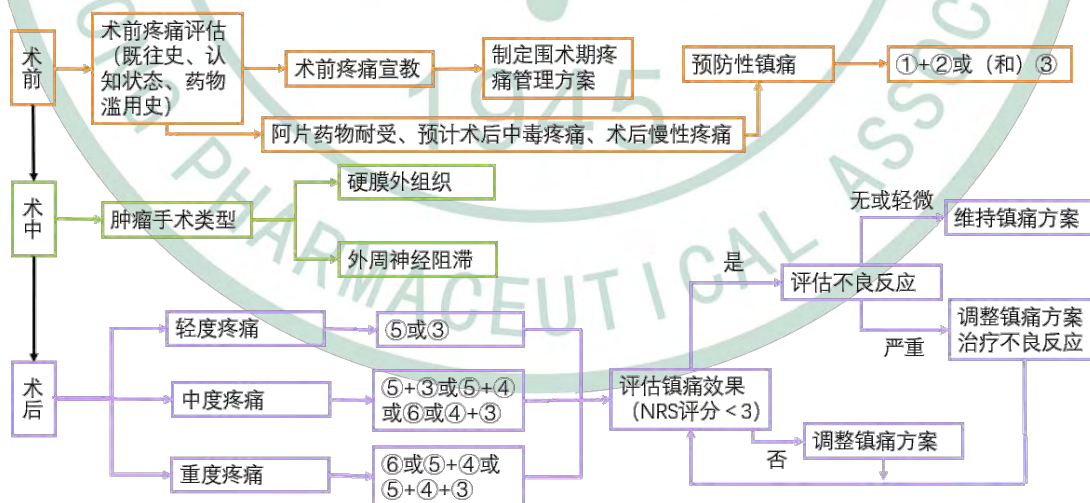 术前
术前疼痛评估
（既往史、认
知状态、药物
滥用史）
术前疼痛宣教
制定围术期疼
痛管理方案
预防性镇痛
①+②或（和）③
阿片药物耐受、预计术后中毒疼痛、术后慢性疼痛
术中
肿瘤手术类型
硬膜外组织
外周神经阻滞
术后
轻度疼痛
⑤或③
中度疼痛
⑤+③或⑤+④
或⑥或④+③
重度疼痛
⑥或⑤+④或
⑤+④+③
评估镇痛效果
（NRS评分＜3）
是
否
评估不良反应
无或轻微
维持镇痛方案
严重
调整镇痛方案
治疗不良反应
调整镇痛方案
1945
PHARMACEUTICAL ASSOC